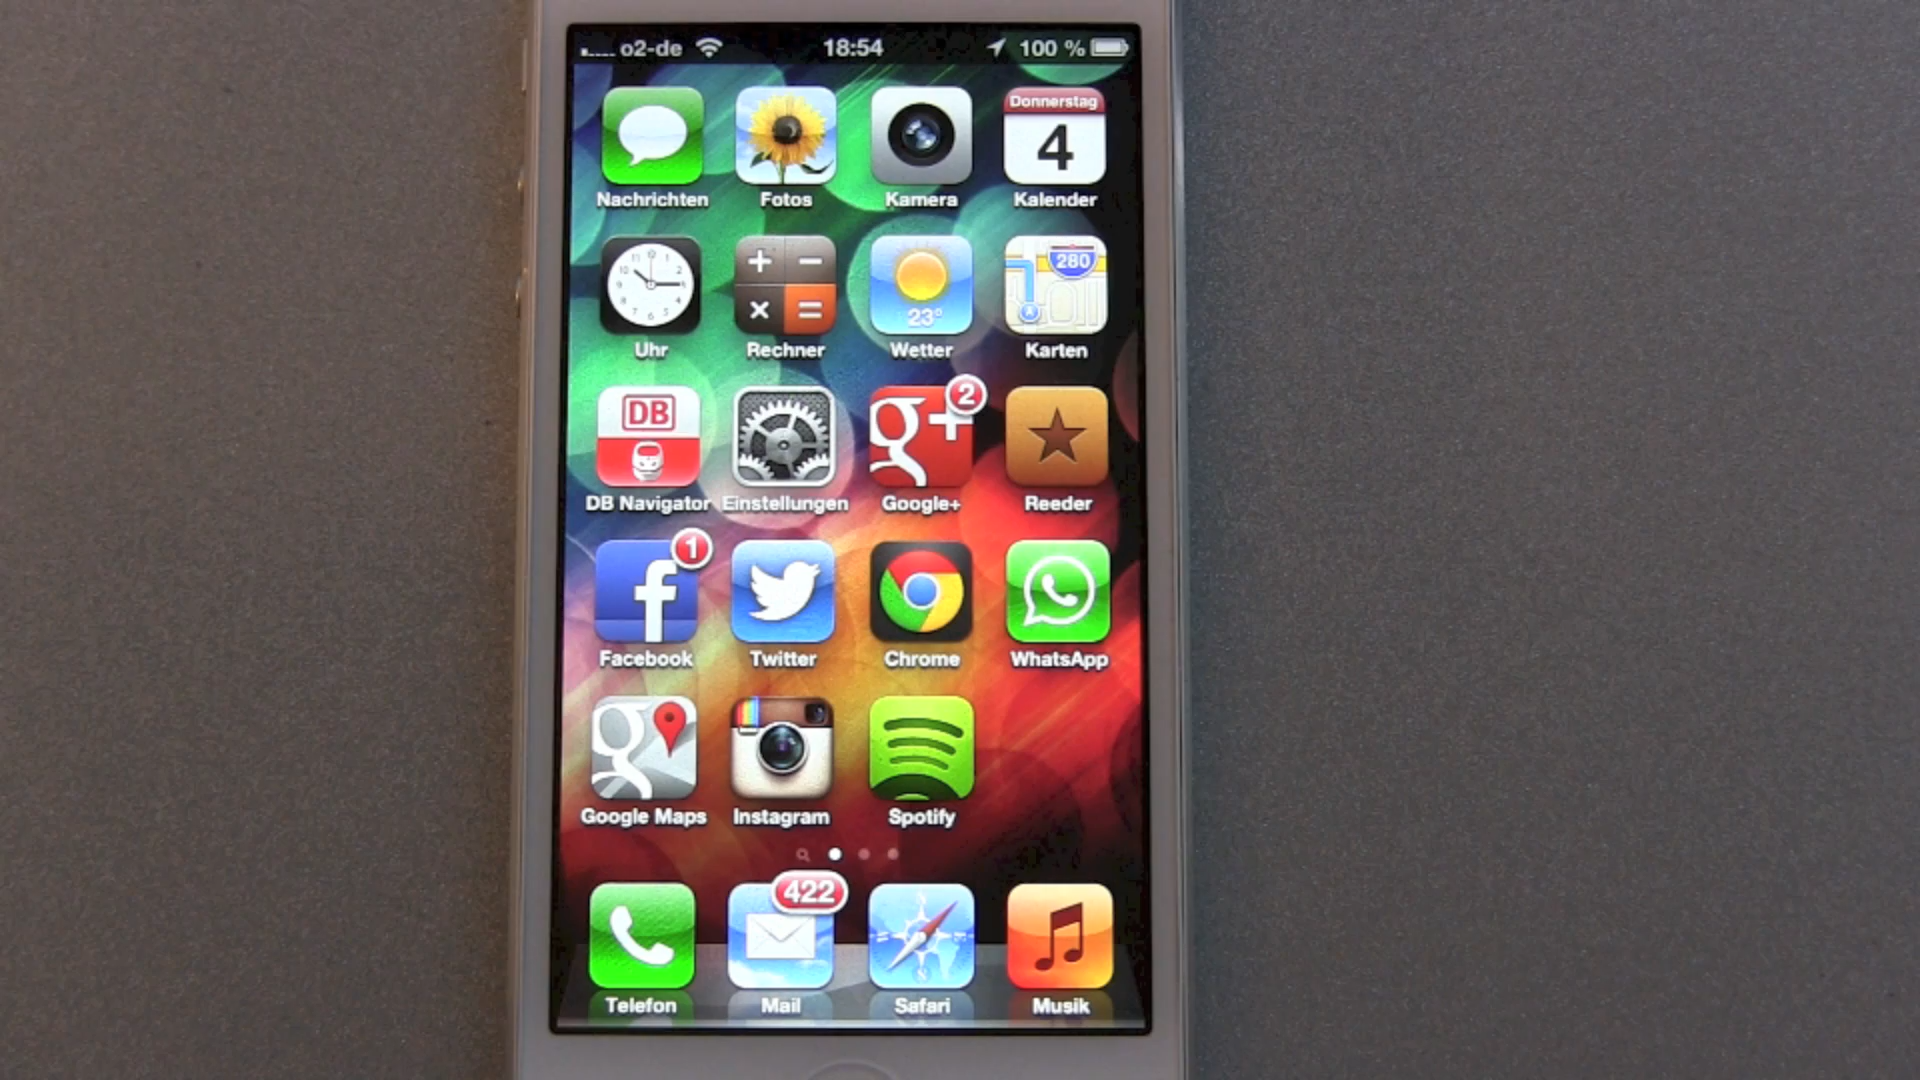 o2-de 18:54 100 %
Donnerstag
4
Nachrichten Fotos Kamera Kalender
280
23°
Uhr Rechner Wetter Karten
DB
2
g+
DB Navigator Einstellungen Google+ Reeder
1
f
Facebook Twitter Chrome WhatsApp
g
Google Maps Instagram Spotify
422
Telefon Mail Safari Musik